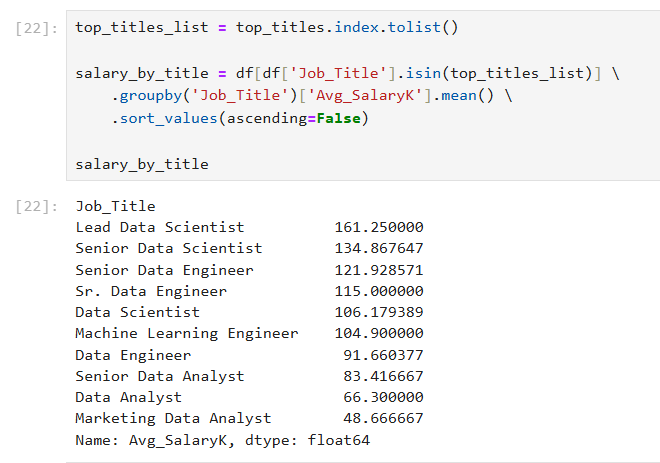 [22]: top_titles_list = top_titles.index.tolist()
salary_by_title = df[df['Job_Title'].isin(top_titles_list)] \
    .groupby('Job_Title')['Avg_SalaryK'].mean() \
    .sort_values(ascending=False)
salary_by_title
[22]: Job_Title
Lead Data Scientist 161.250000
Senior Data Scientist 134.867647
Senior Data Engineer 121.928571
Sr. Data Engineer 115.000000
Data Scientist 106.179389
Machine Learning Engineer 104.900000
Data Engineer 91.660377
Senior Data Analyst 83.416667
Data Analyst 66.300000
Marketing Data Analyst 48.666667
Name: Avg_SalaryK, dtype: float64